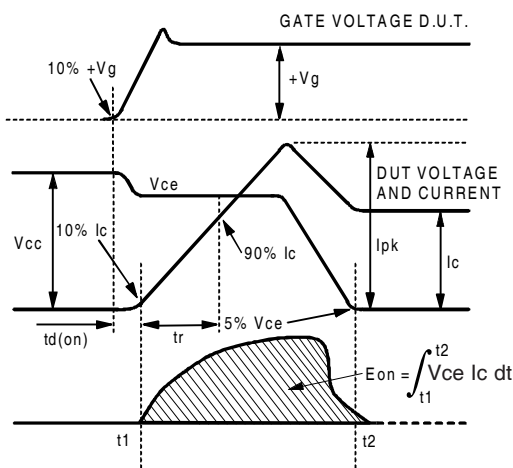 GATE VOLTAGE D.U.T.
10% +Vg
+Vg
Vce
DUT VOLTAGE
AND CURRENT
Vcc
10% Ic
90% Ic
Ipk
Ic
td(on)
tr
5% Vce
Eon = ∫ Vce Ic dt
t2
t1
t1
t2